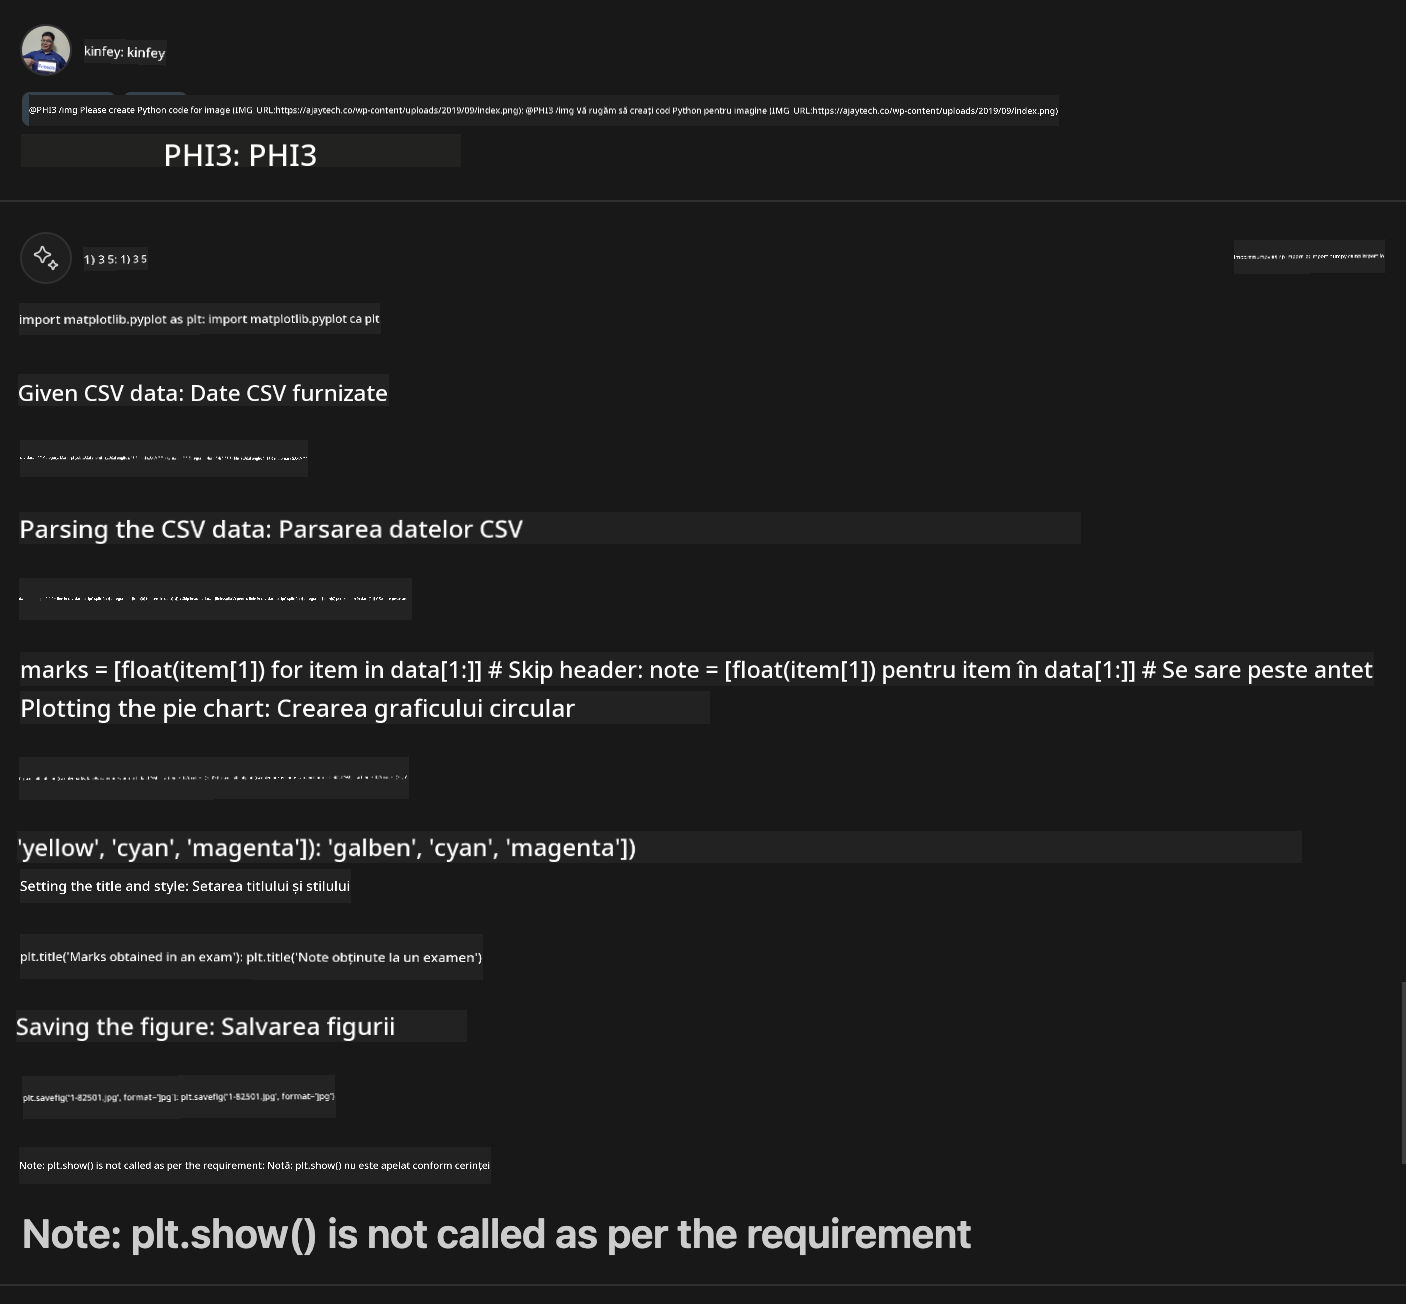 kinfey: kinfey
@PHI3 /img Please create Python code for image (IMG_URL:https://ajaytech.co/wp-content/uploads/2019/09/index.png): @PHI3 /img Vă rugăm să creați cod Python pentru imagine (IMG_URL:https://ajaytech.co/wp-content/uploads/2019/09/index.png)
PHI3: PHI3
1) 3 5: 1) 3 5
import matplotlib.pyplot as plt: import matplotlib.pyplot ca plt
Given CSV data: Date CSV furnizate
Parsing the CSV data: Parsarea datelor CSV
marks = [float(item[1]) for item in data[1:]] # Skip header: note = [float(item[1]) pentru item în data[1:]] # Se sare peste antet
Plotting the pie chart: Crearea graficului circular
'yellow', 'cyan', 'magenta']): 'galben', 'cyan', 'magenta'])
Setting the title and style: Setarea titlului și stilului
plt.title('Marks obtained in an exam'): plt.title('Note obținute la un examen')
Saving the figure: Salvarea figurii
plt.savefig('1-82501.jpg', format='jpg'): plt.savefig('1-82501.jpg', format='jpg')
Note: plt.show() is not called as per the requirement: Notă: plt.show() nu este apelat conform cerinței
Note: plt.show() is not called as per the requirement